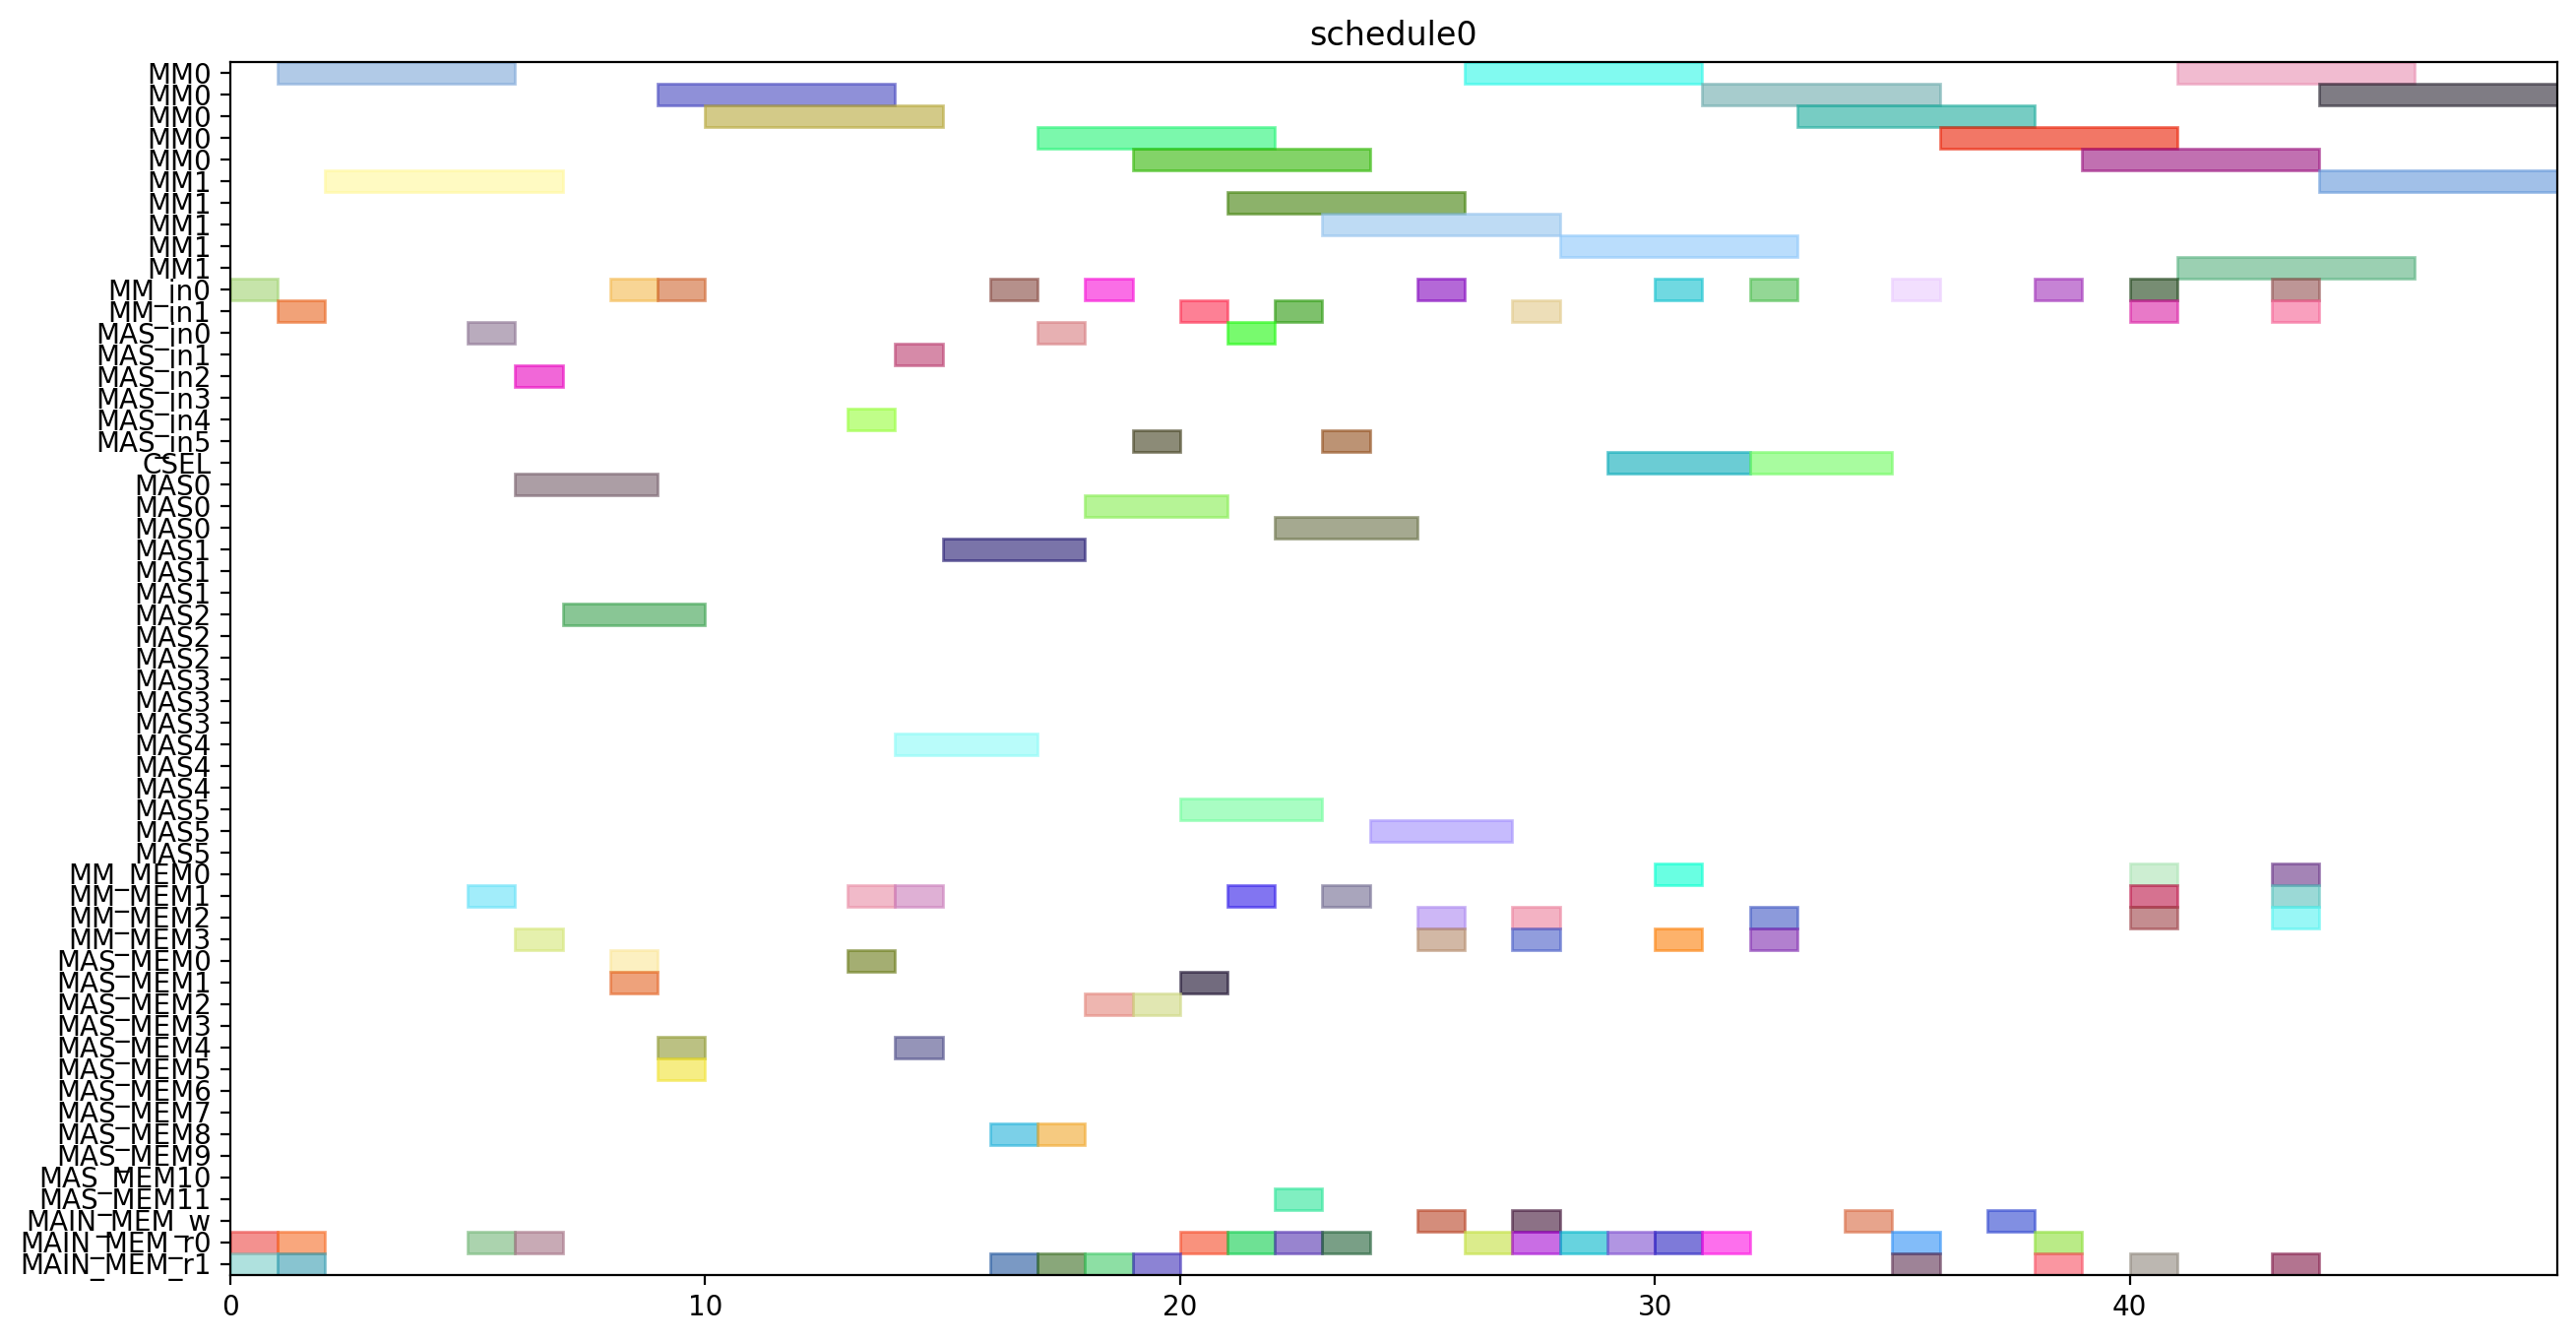 schedule0
MM0
MM0
MM0
MM0
MM0
MM1
MM1
MM1
MM1
MM1
MM_in0
MM_in1
MAS_in0
MAS_in1
MAS_in2
MAS_in3
MAS_in4
MAS_in5
CSEL
MAS0
MAS0
MAS0
MAS1
MAS1
MAS1
MAS2
MAS2
MAS2
MAS3
MAS3
MAS3
MAS4
MAS4
MAS4
MAS5
MAS5
MAS5
MM_MEM0
MM_MEM1
MM_MEM2
MM_MEM3
MAS_MEM0
MAS_MEM1
MAS_MEM2
MAS_MEM3
MAS_MEM4
MAS_MEM5
MAS_MEM6
MAS_MEM7
MAS_MEM8
MAS_MEM9
MAS_MEM10
MAS_MEM11
MAIN_MEM_w
MAIN_MEM_r0
MAIN_MEM_r1
0 10 20 30 40